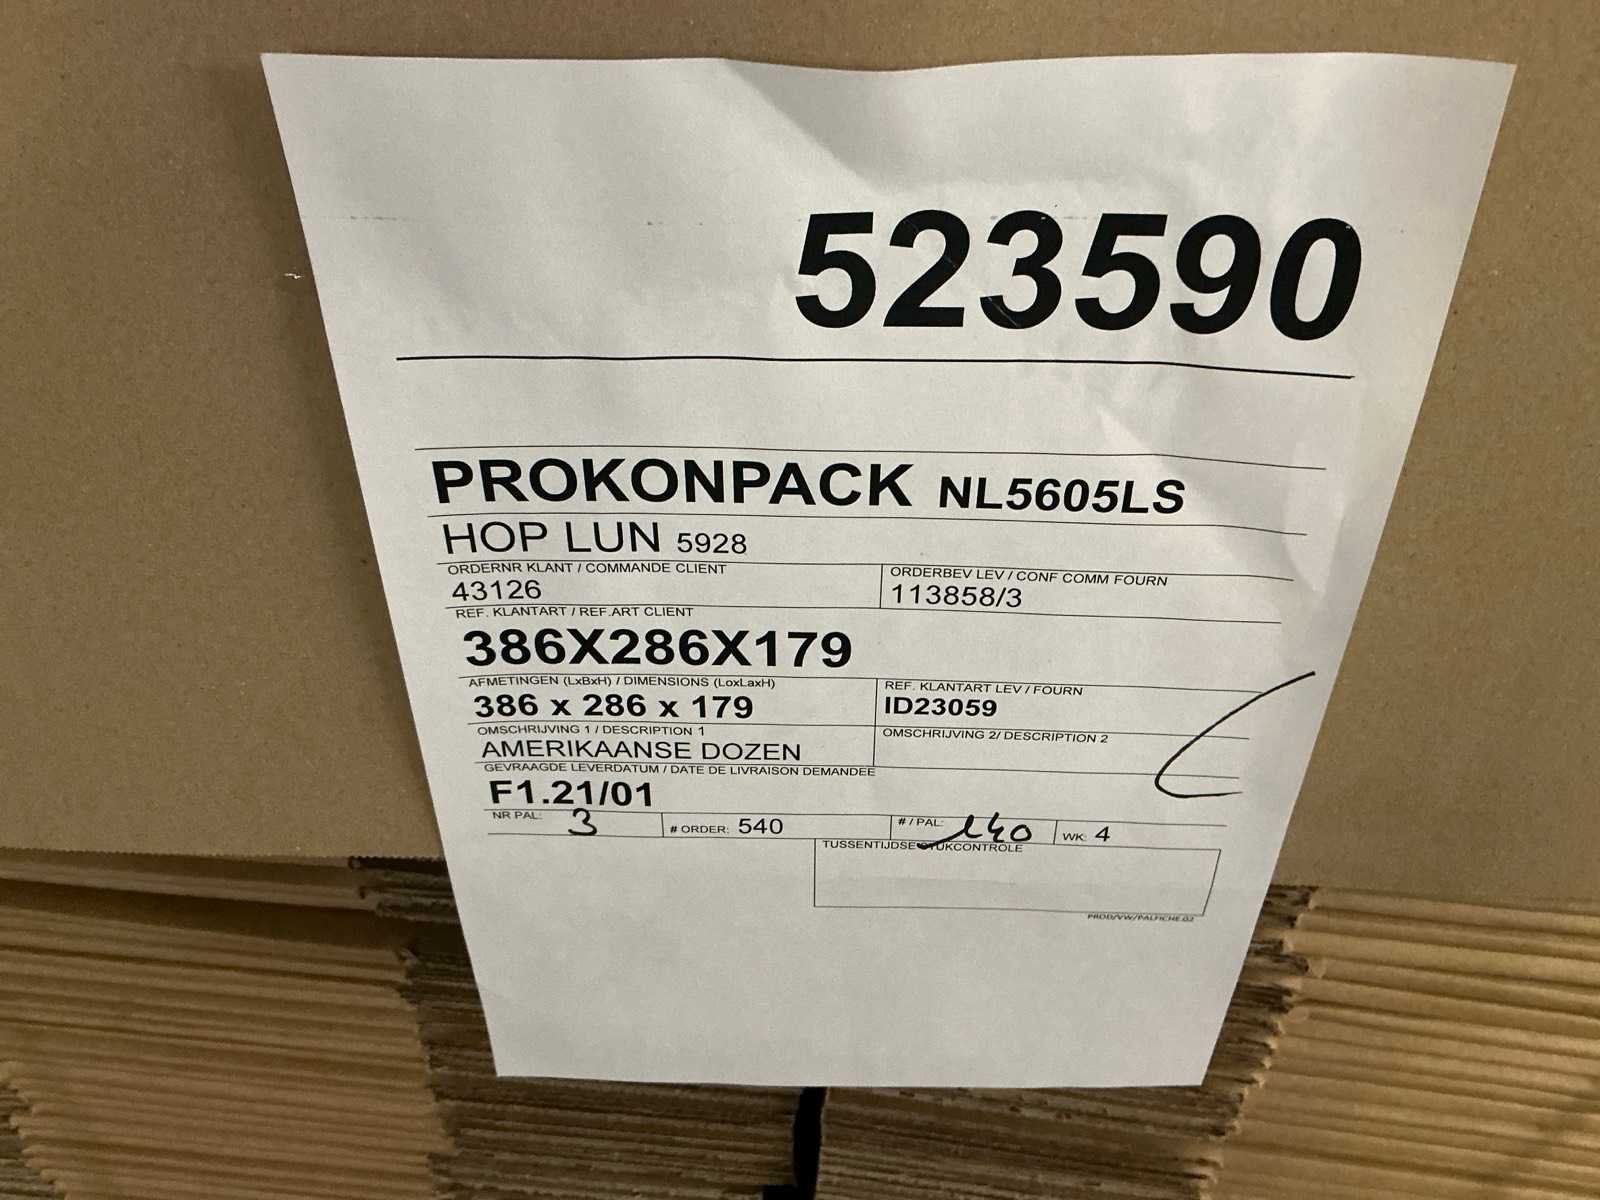 523590
PROKONPACK NL5605LS
HOP LUN 5928
ORDERNR KLANT / COMMANDE CLIENT ORDERBEV LEV / CONF COMM FOURN
43126 113858/3
REF. KLANTART / REF.ART CLIENT
386X286X179
AFMETINGEN (LxBxH) / DIMENSIONS (LoxLaxH) REF. KLANTART LEV / FOURN
386 x 286 x 179 ID23059
OMSCHRIJVING 1 / DESCRIPTION 1 OMSCHRIJVING 2/ DESCRIPTION 2
AMERIKAANSE DOZEN
GEVRAAGDE LEVERDATUM / DATE DE LIVRAISON DEMANDEE
F1.21/01
NR PAL: 3 # ORDER: 540 # / PAL: 140 WK: 4
TUSSENTIJDSE STUKCONTROLE
PROD/VW/PALFICHE.02